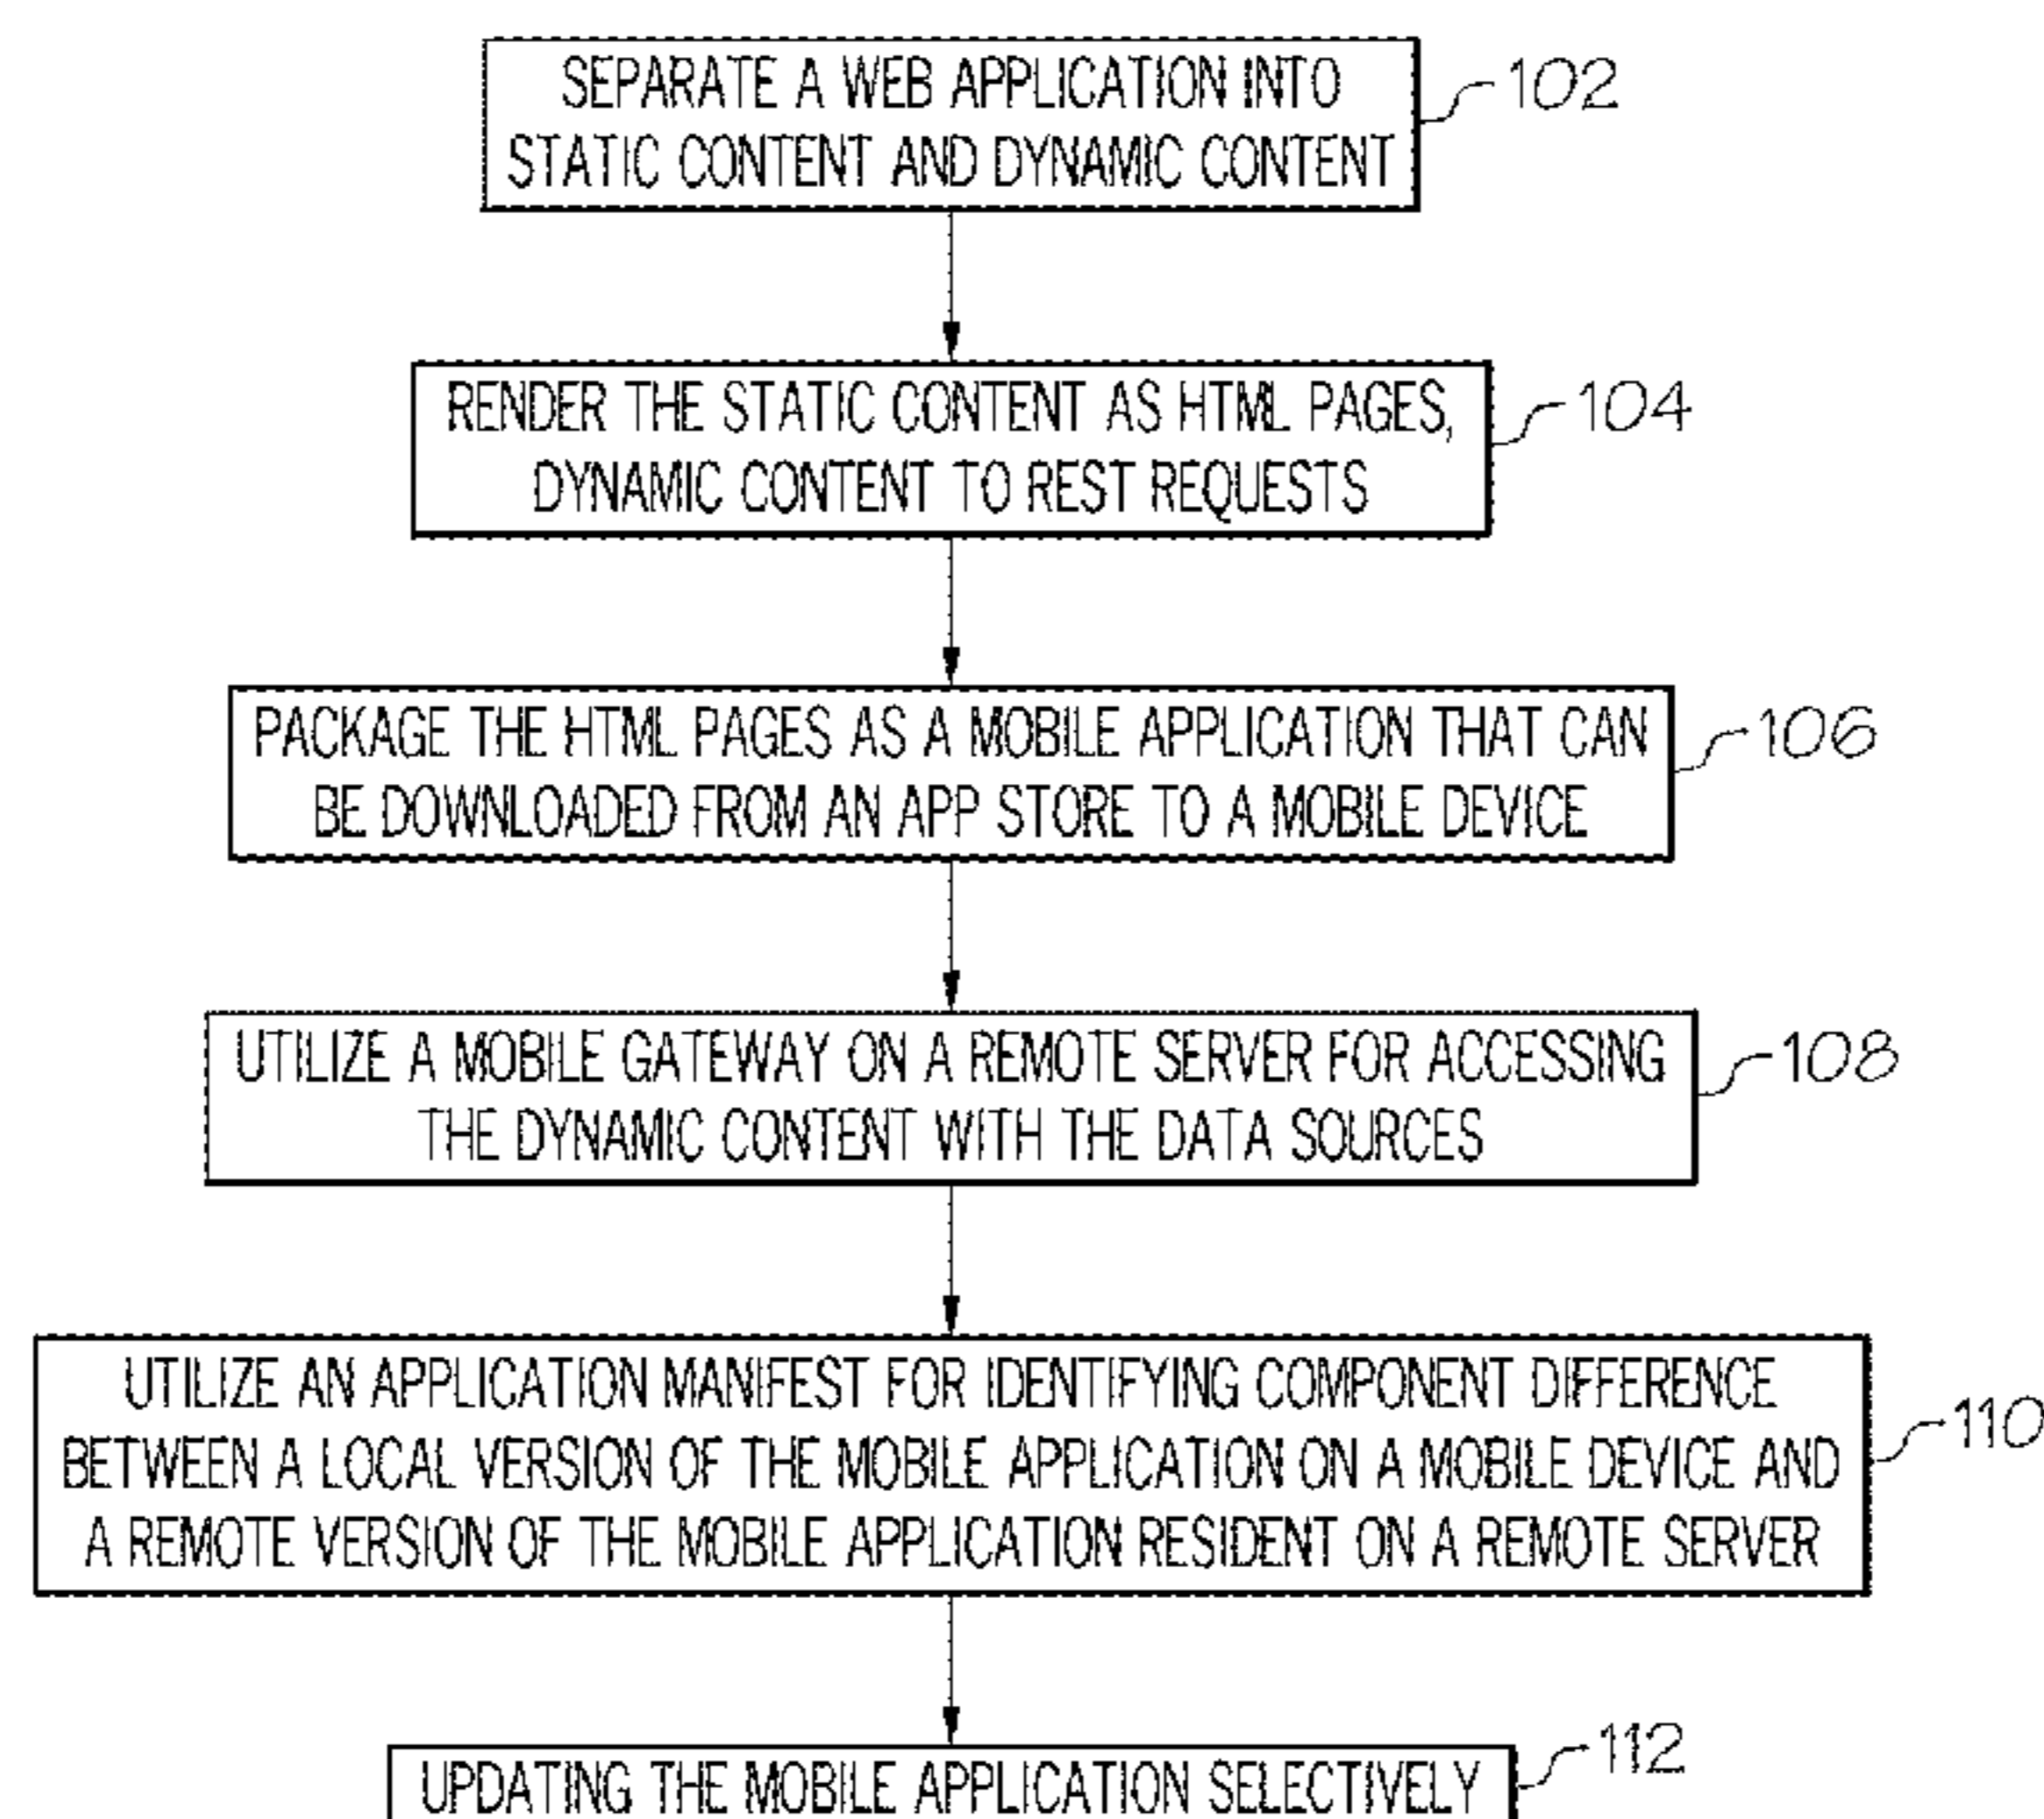 SEPARATE A WEB APPLICATION INTO
STATIC CONTENT AND DYNAMIC CONTENT
102
RENDER THE STATIC CONTENT AS HTML PAGES,
DYNAMIC CONTENT TO REST REQUESTS
104
PACKAGE THE HTML PAGES AS A MOBILE APPLICATION THAT CAN
BE DOWNLOADED FROM AN APP STORE TO A MOBILE DEVICE
106
UTILIZE A MOBILE GATEWAY ON A REMOTE SERVER FOR ACCESSING
THE DYNAMIC CONTENT WITH THE DATA SOURCES
108
UTILIZE AN APPLICATION MANIFEST FOR IDENTIFYING COMPONENT DIFFERENCE
BETWEEN A LOCAL VERSION OF THE MOBILE APPLICATION ON A MOBILE DEVICE AND
A REMOTE VERSION OF THE MOBILE APPLICATION RESIDENT ON A REMOTE SERVER
110
UPDATING THE MOBILE APPLICATION SELECTIVELY
112